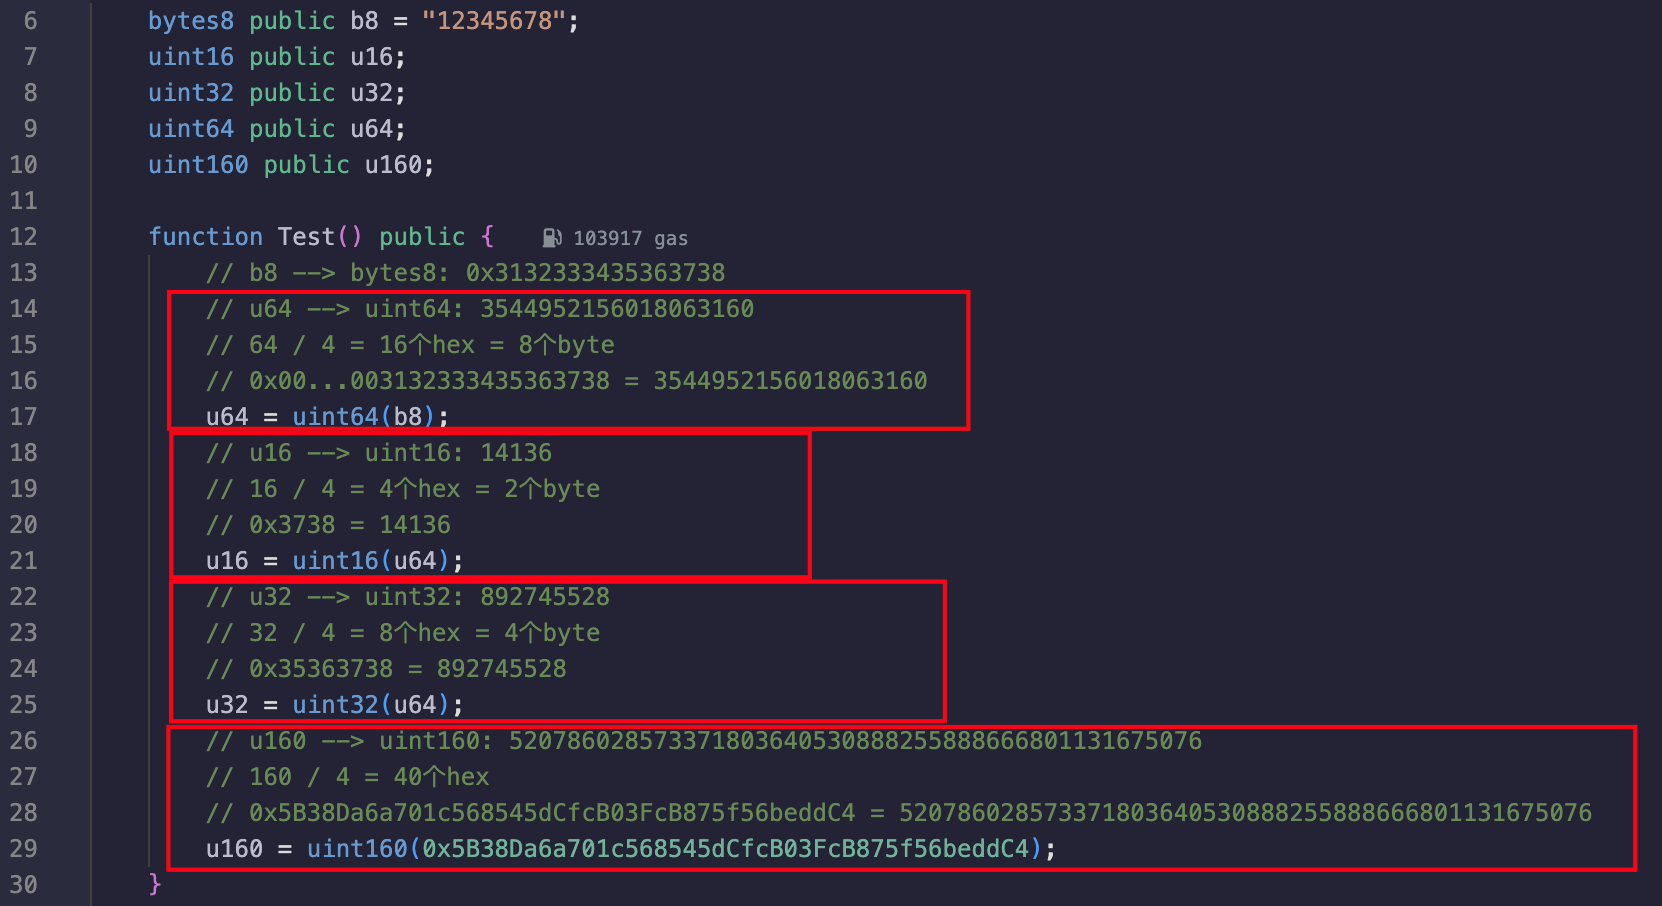 6 bytes8 public b8 = "12345678";
7 uint16 public u16;
8 uint32 public u32;
9 uint64 public u64;
10 uint160 public u160;
11
12 function Test() public { 103917 gas
13 // b8 --> bytes8: 0x3132333435363738
14 // u64 --> uint64: 3544952156018063160
15 // 64 / 4 = 16个hex = 8个byte
16 // 0x00...003132333435363738 = 3544952156018063160
17 u64 = uint64(b8);
18 // u16 --> uint16: 14136
19 // 16 / 4 = 4个hex = 2个byte
20 // 0x3738 = 14136
21 u16 = uint16(u64);
22 // u32 --> uint32: 892745528
23 // 32 / 4 = 8个hex = 4个byte
24 // 0x35363738 = 892745528
25 u32 = uint32(u64);
26 // u160 --> uint160: 520786028573371803640530888255888666801131675076
27 // 160 / 4 = 40个hex
28 // 0x5B38Da6a701c568545dCfcB03FcB875f56beddC4 = 520786028573371803640530888255888666801131675076
29 u160 = uint160(0x5B38Da6a701c568545dCfcB03FcB875f56beddC4);
30 }